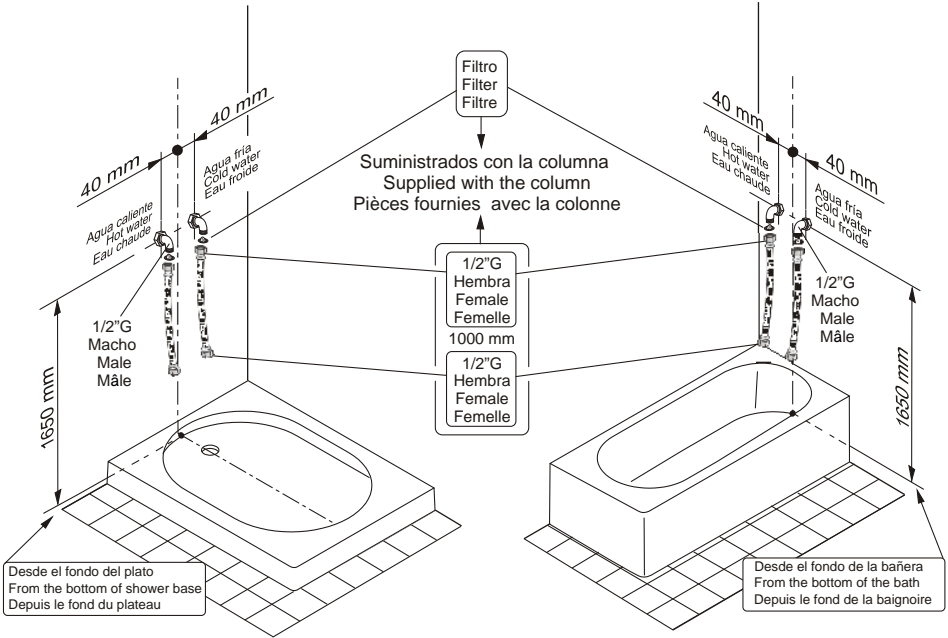 Filtro
Filter
Filtre
40 mm
40 mm
Agua fría
Cold water
Eau froide
Agua caliente
Hot water
Eau chaude
Suministrados con la columna
Supplied with the column
Pièces fournies avec la colonne
40 mm
40 mm
Agua caliente
Hot water
Eau chaude
Agua fría
Cold water
Eau froide
1/2”G
Macho
Male
Mâle
1/2”G
Hembra
Female
Femelle
1000 mm
1/2”G
Hembra
Female
Femelle
1/2”G
Macho
Male
Mâle
1650 mm
1650 mm
Desde el fondo del plato
From the bottom of shower base
Depuis le fond du plateau
Desde el fondo de la bañera
From the bottom of the bath
Depuis le fond de la baignoire